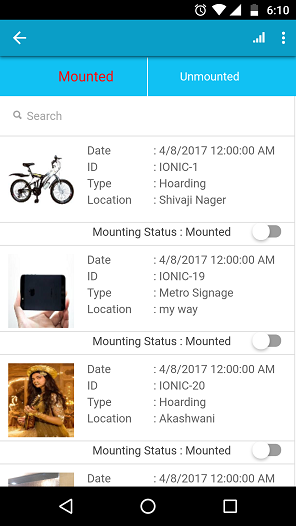 6:10
Mounted Unmounted
Search
Date : 4/8/2017 12:00:00 AM
ID : IONIC-1
Type : Hoarding
Location : Shivaji Nager
Mounting Status : Mounted
Date : 4/8/2017 12:00:00 AM
ID : IONIC-19
Type : Metro Signage
Location : my way
Mounting Status : Mounted
Date : 4/8/2017 12:00:00 AM
ID : IONIC-20
Type : Hoarding
Location : Akashwani
Mounting Status : Mounted
Date : 4/8/2017 12:00:00 AM